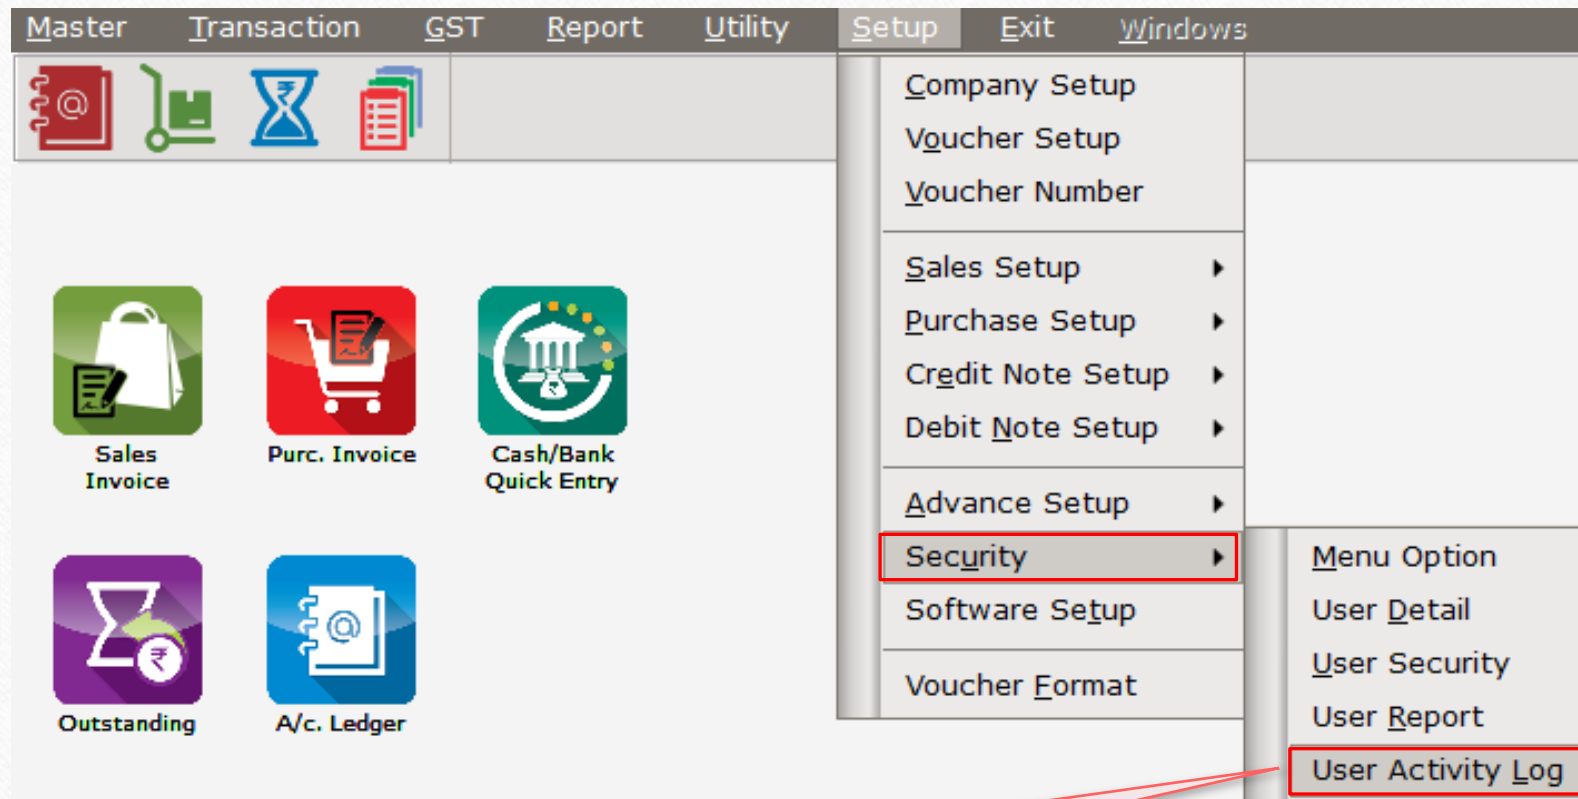 Master Transaction GST Report Utility Setup Exit Windows
Company Setup
Voucher Setup
Voucher Number
Sales Setup
Purchase Setup
Credit Note Setup
Debit Note Setup
Advance Setup
Security
Software Setup
Voucher Format
Menu Option
User Detail
User Security
User Report
User Activity Log
Sales
Invoice
Purc. Invoice
Cash/Bank
Quick Entry
Outstanding
A/c. Ledger